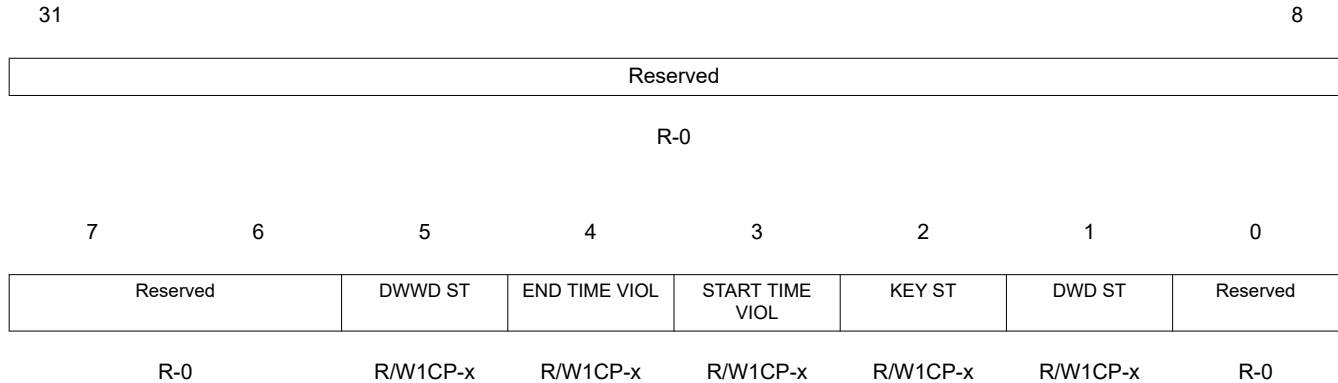 31 8
Reserved
R-0
7 6 5 4 3 2 1 0
Reserved DWWD ST END TIME VIOL START TIME VIOL KEY ST DWD ST Reserved
R-0 R/W1CP-x R/W1CP-x R/W1CP-x R/W1CP-x R/W1CP-x R-0